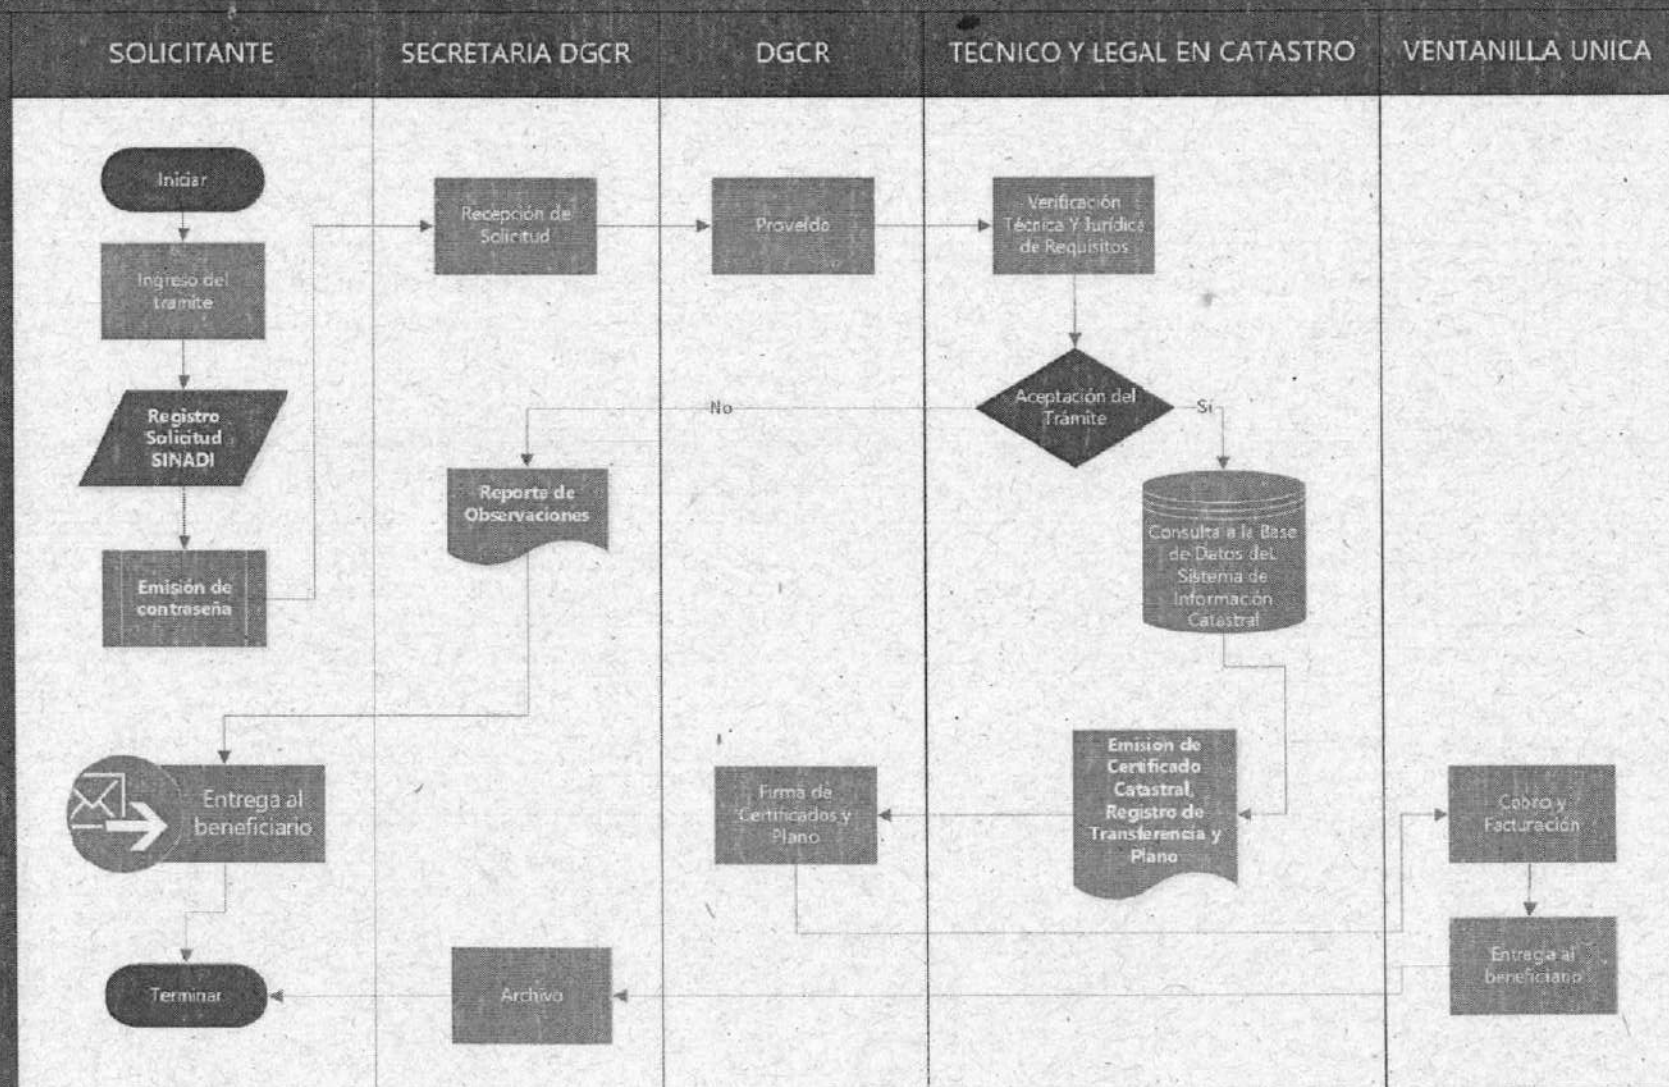 SOLICITANTE
SECRETARIA DGCR
DGCR
TECNICO Y LEGAL EN CATASTRO
VENTANILLA UNICA
Iniciar
Ingreso del
tramite
Registro
Solicitud
SINADI
Emisión de
contraseña
Recepción de
Solicitud
Proveído
Verificación
Técnica Y Jurídica
de Requisitos
Aceptación del
Trámite
No
Sí
Reporte de
Observaciones
Consulta a la Base
de Datos del
Sistema de
Información
Catastral
Entrega al
beneficiario
Firma de
Certificados y
Plano
Emisión de
Certificado
Catastral,
Registro de
Transferencia y
Plano
Cobro y
Facturación
Entrega al
beneficiario
Archivo
Terminar